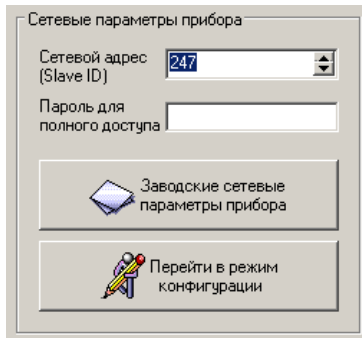 Сетевые параметры прибора
Сетевой адрес
(Slave ID)
247
Пароль для
полного доступа
Заводские сетевые
параметры прибора
Перейти в режим
конфигурации